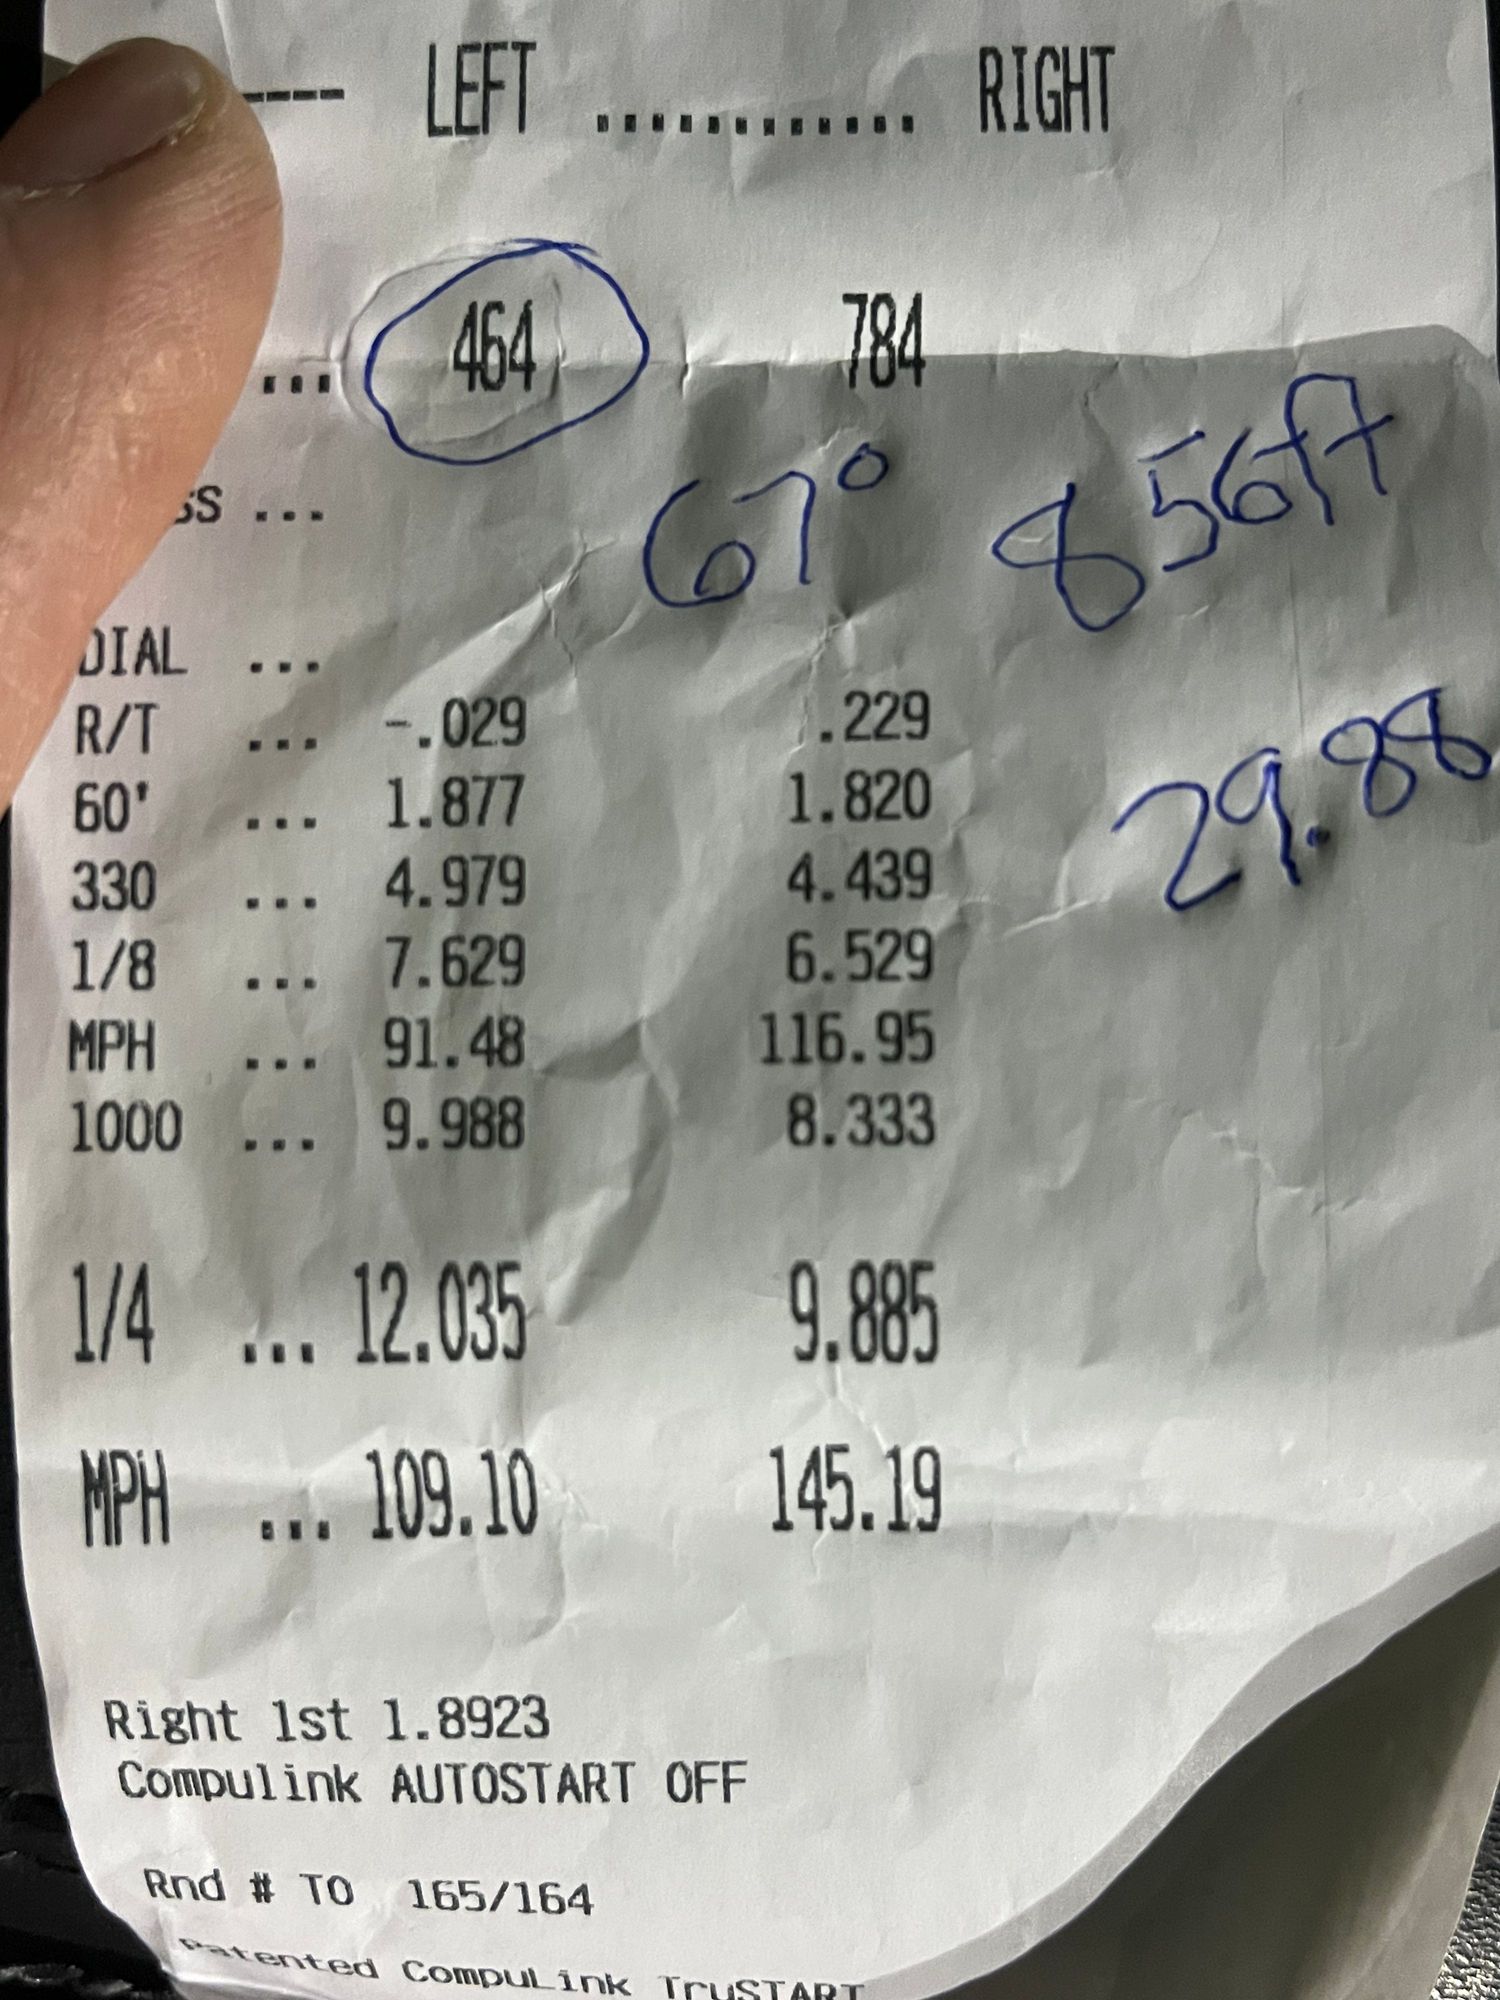 ---- LEFT ............ RIGHT
... 464 784
SS ...
67° 856ft
DIAL ...
R/T ... -.029 .229
60' ... 1.877 1.820
29.88
330 ... 4.979 4.439
1/8 ... 7.629 6.529
MPH ... 91.48 116.95
1000 ... 9.988 8.333
1/4 ... 12.035 9.885
MPH ... 109.10 145.19
Right 1st 1.8923
Compulink AUTOSTART OFF
Rnd # TO 165/164
Patented CompuLink TruSTART